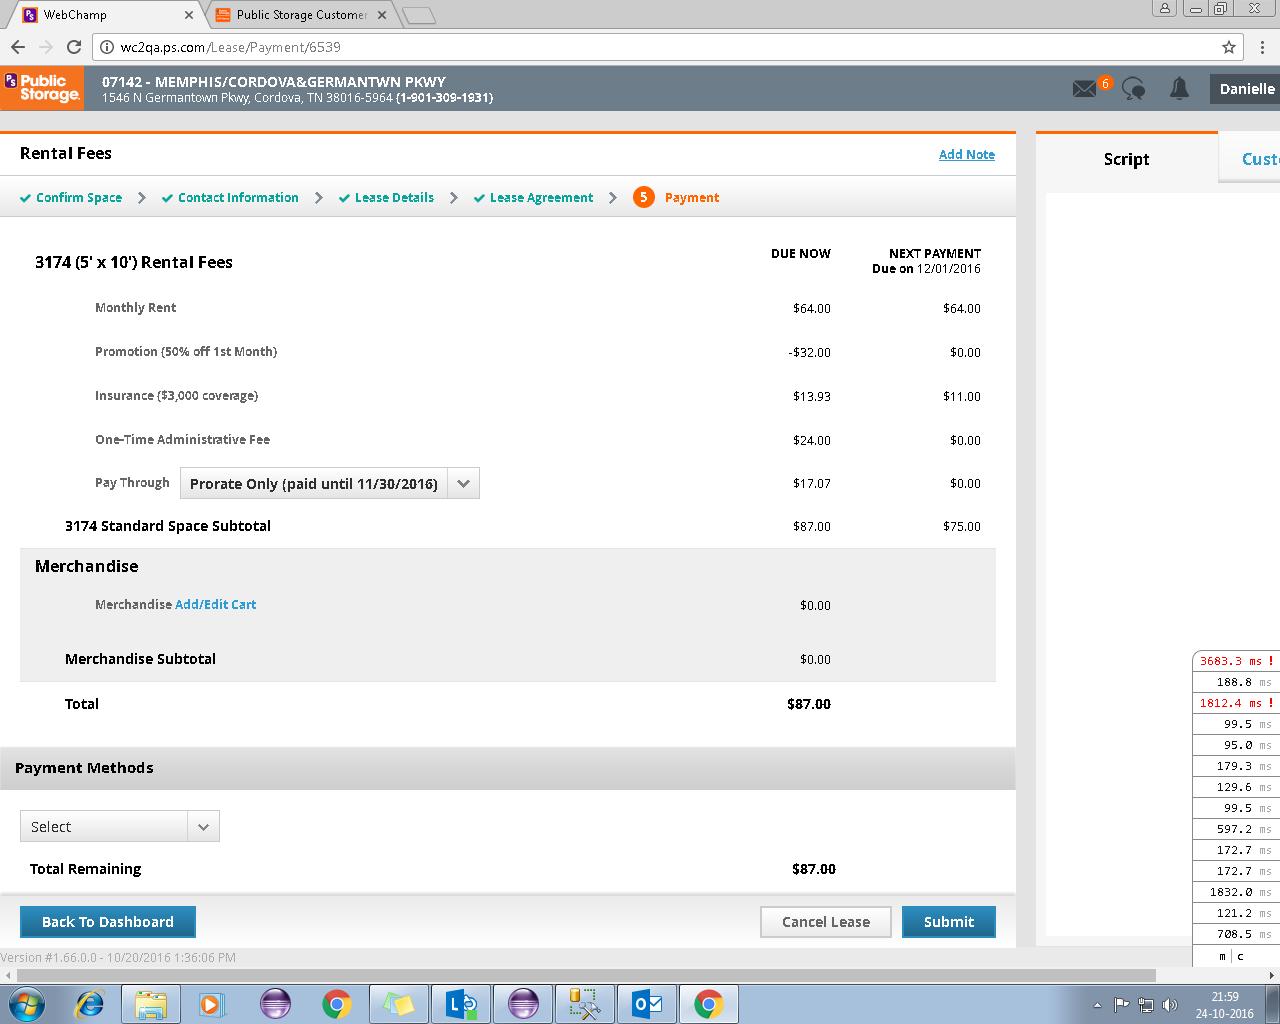 WebChamp
Public Storage Customer
wc2qa.ps.com/Lease/Payment/6539
PS Public Storage.
07142 - MEMPHIS/CORDOVA&GERMANTWN PKWY
1546 N Germantown Pkwy, Cordova, TN 38016-5964 (1-901-309-1931)
6
Danielle
Rental Fees
Add Note
Script
Cust
Confirm Space
Contact Information
Lease Details
Lease Agreement
5 Payment
3174 (5' x 10') Rental Fees
DUE NOW
NEXT PAYMENT
Due on 12/01/2016
Monthly Rent $64.00 $64.00
Promotion (50% off 1st Month) -$32.00 $0.00
Insurance ($3,000 coverage) $13.93 $11.00
One-Time Administrative Fee $24.00 $0.00
Pay Through Prorate Only (paid until 11/30/2016) $17.07 $0.00
3174 Standard Space Subtotal $87.00 $75.00
Merchandise
Merchandise Add/Edit Cart $0.00
Merchandise Subtotal $0.00
Total $87.00
Payment Methods
Select
Total Remaining $87.00
Back To Dashboard
Cancel Lease
Submit
3683.3 ms !
188.8 ms
1812.4 ms !
99.5 ms
95.0 ms
179.3 ms
129.6 ms
99.5 ms
597.2 ms
172.7 ms
172.7 ms
1832.0 ms
121.2 ms
708.5 ms
m | c
Version #1.66.0.0 - 10/20/2016 1:36:06 PM
21:59
24-10-2016